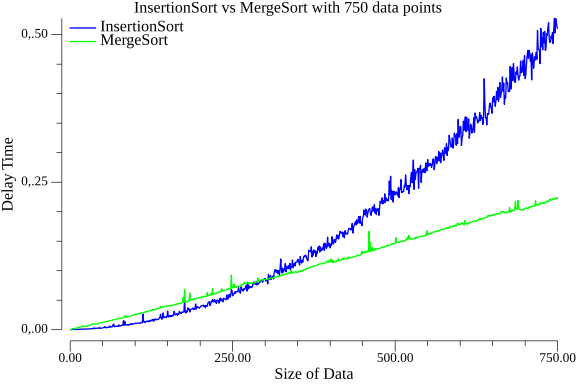 InsertionSort vs MergeSort with 750 data points
0,.50
InsertionSort
MergeSort
Delay Time
0,.25
0,.00
0.00
250.00
500.00
750.00
Size of Data